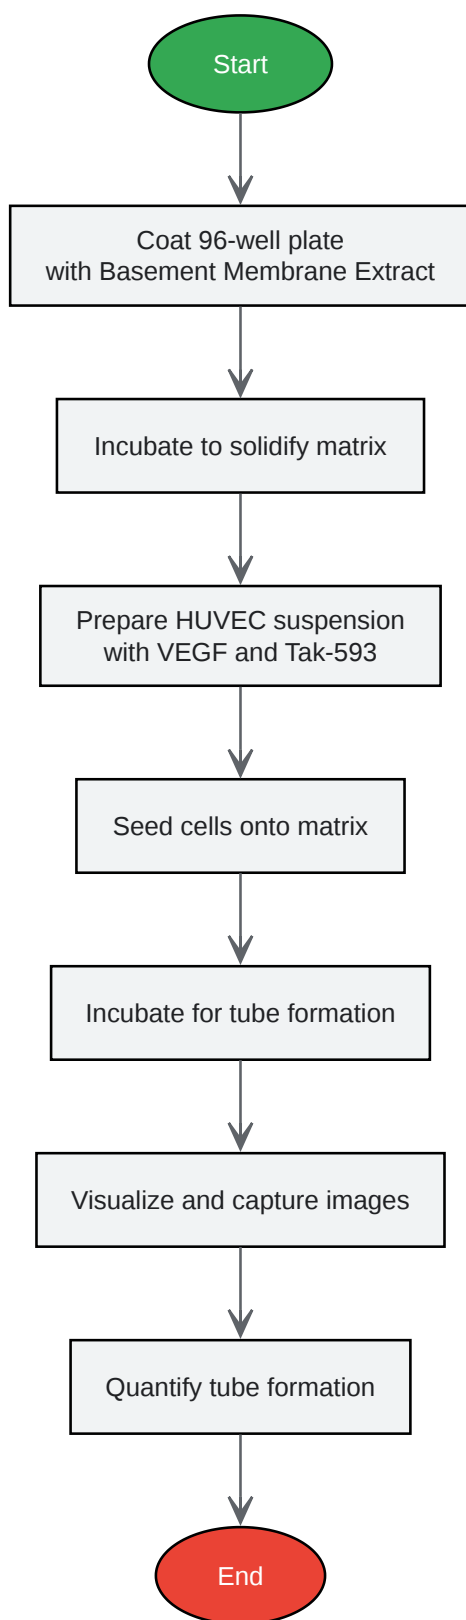 Start
Coat 96-well plate
with Basement Membrane Extract
Incubate to solidify matrix
Prepare HUVEC suspension
with VEGF and Tak-593
Seed cells onto matrix
Incubate for tube formation
Visualize and capture images
Quantify tube formation
End